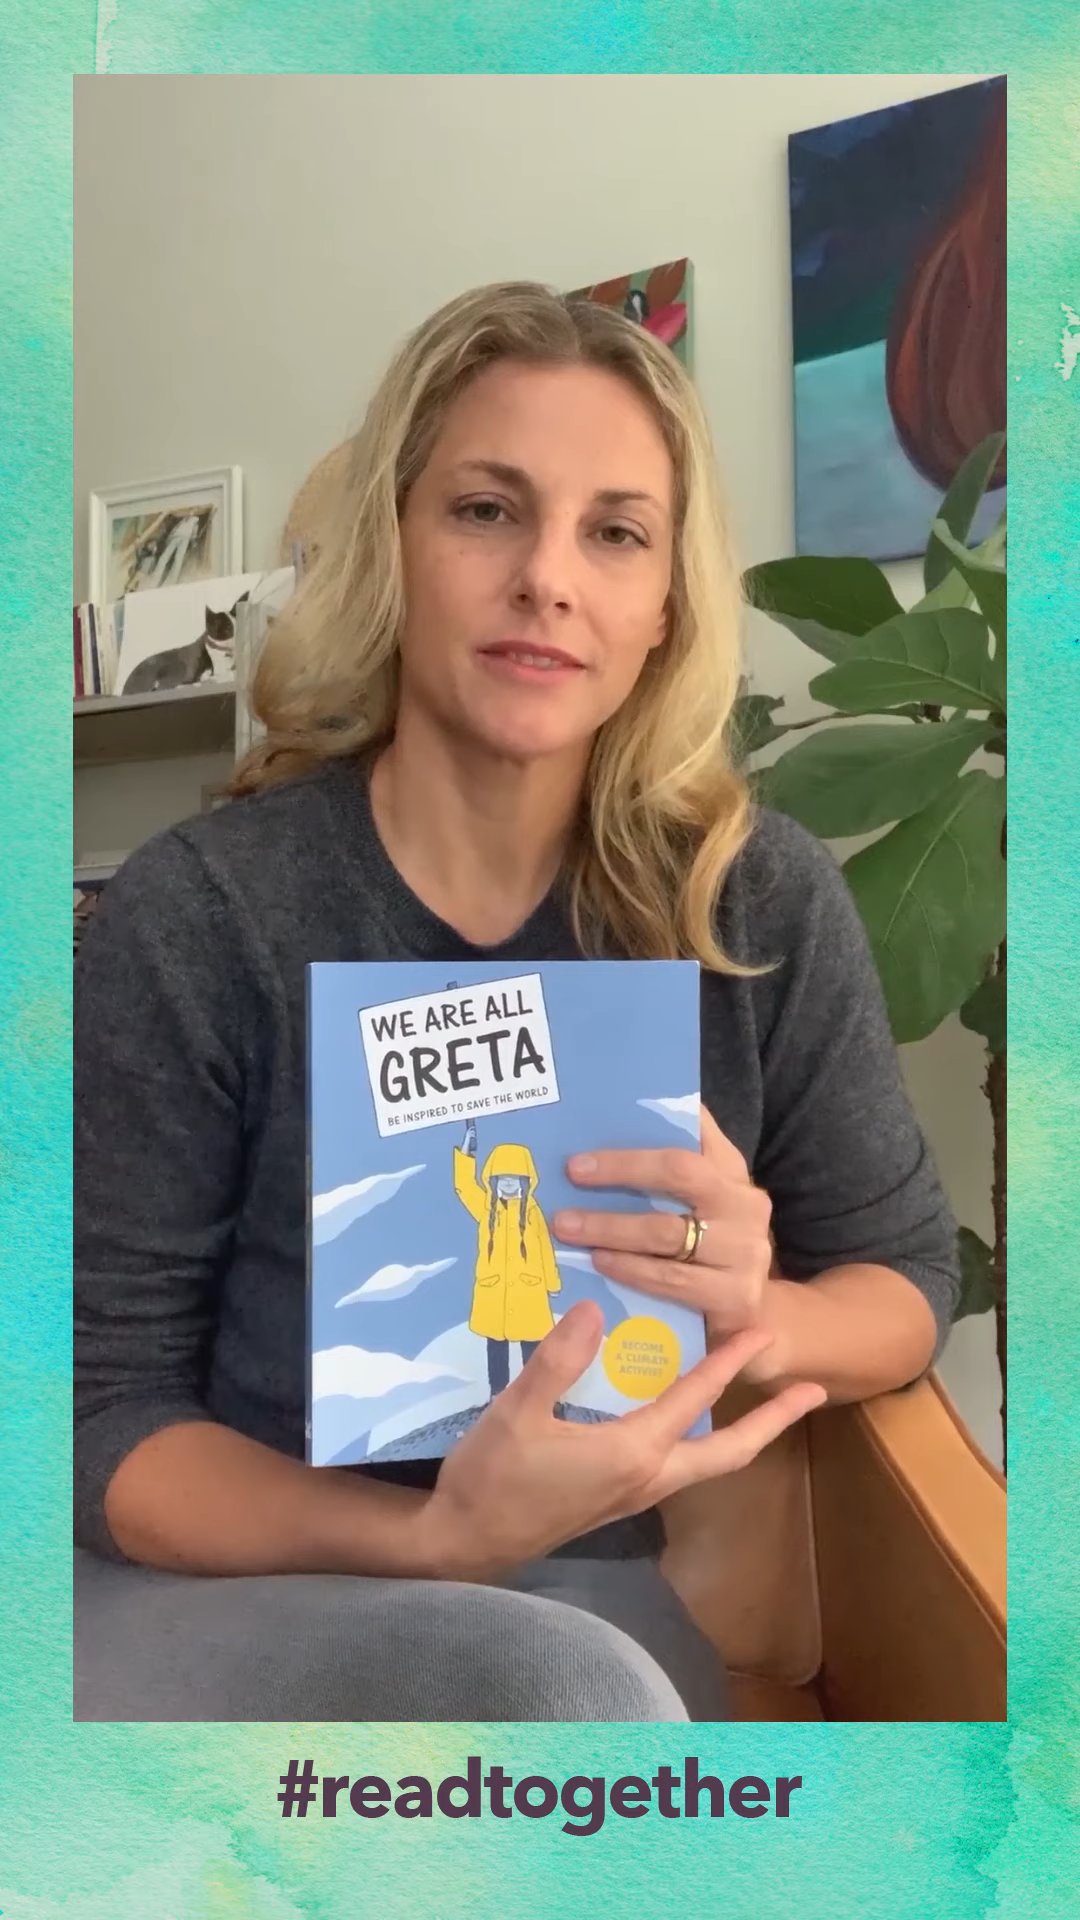 WE ARE ALL
GRETA
BE INSPIRED TO SAVE THE WORLD
BECOME
A CLIMATE
ACTIVIST
#readtogether